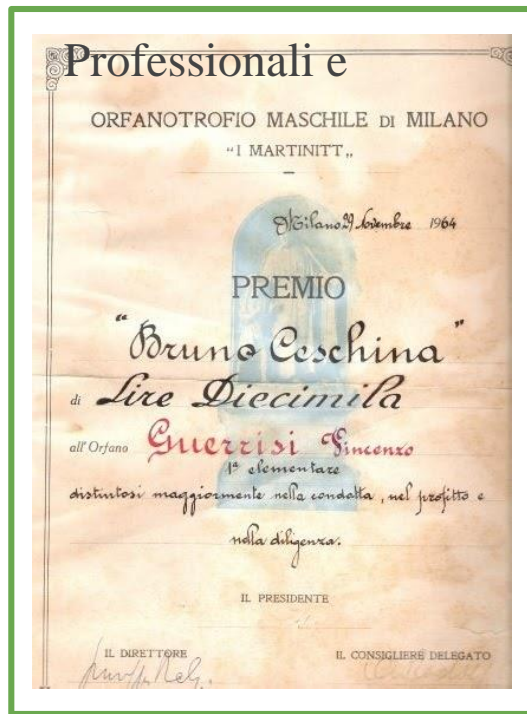 Professionali e
ORFANOTROFIO MASCHILE DI MILANO
"I MARTINITT„
Milano 29 Novembre 1964
PREMIO
"Bruno Ceschina"
di Lire Diecimila
all'Orfano Guerrisi Vincenzo
1ª elementare
distintosi maggiormente nella condotta, nel profitto e
nella diligenza.
IL PRESIDENTE
IL DIRETTORE IL CONSIGLIERE DELEGATO